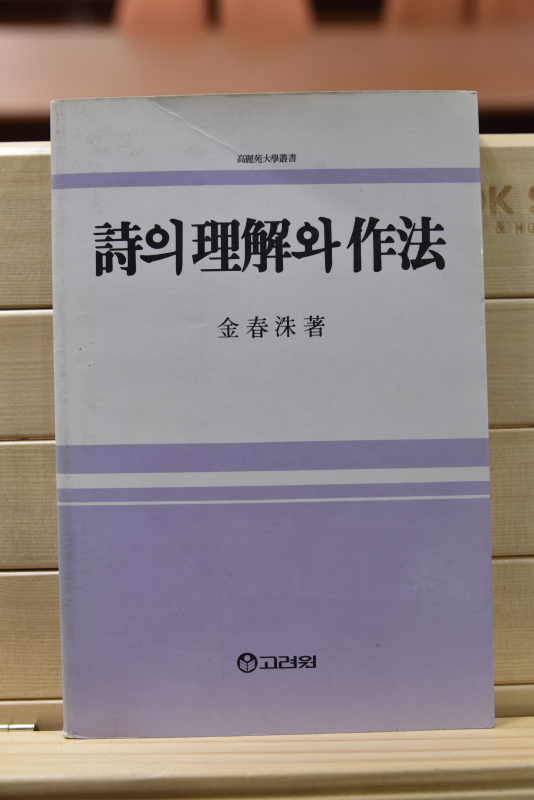 高麗苑大學叢書
詩의 理解와 作法
金春洙著
고려원